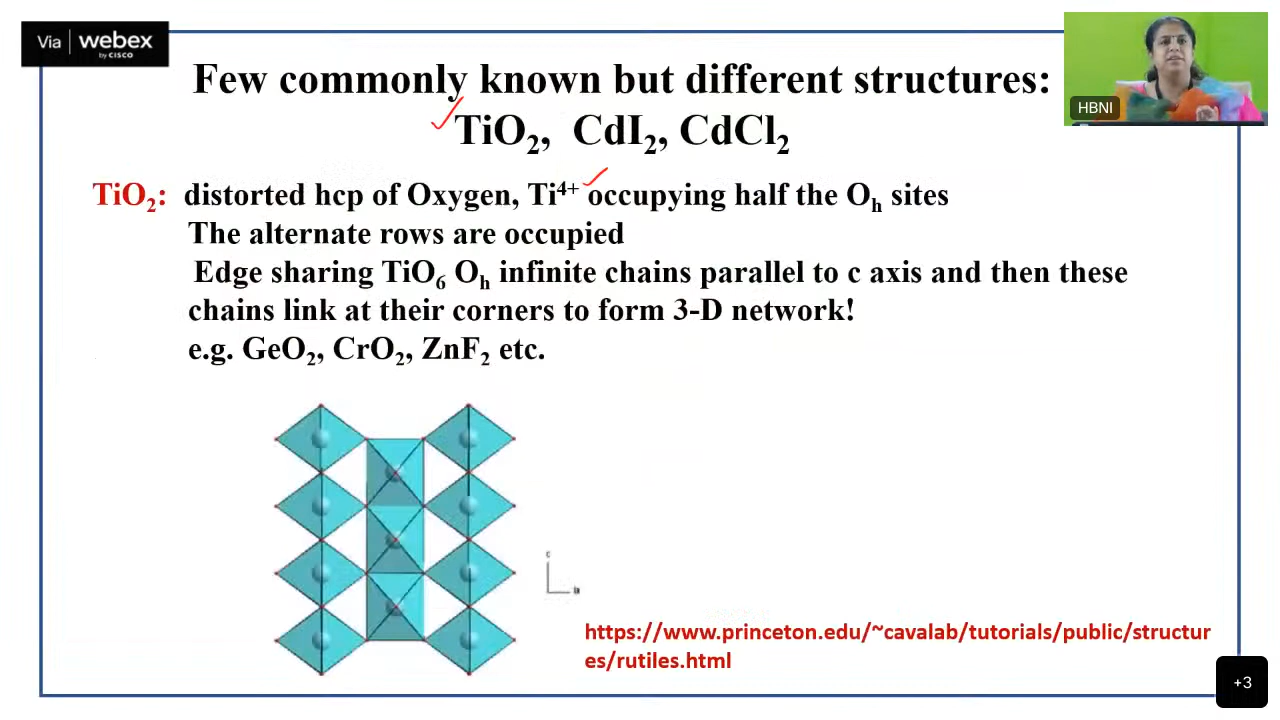 Via | webex
by CISCO
HBNI
Few commonly known but different structures:
TiO₂, CdI₂, CdCl₂
TiO₂: distorted hcp of Oxygen, Ti⁴⁺ occupying half the Oₕ sites
The alternate rows are occupied
Edge sharing TiO₆ Oₕ infinite chains parallel to c axis and then these
chains link at their corners to form 3-D network!
e.g. GeO₂, CrO₂, ZnF₂ etc.
c
https://www.princeton.edu/~cavalab/tutorials/public/structur
es/rutiles.html
+3